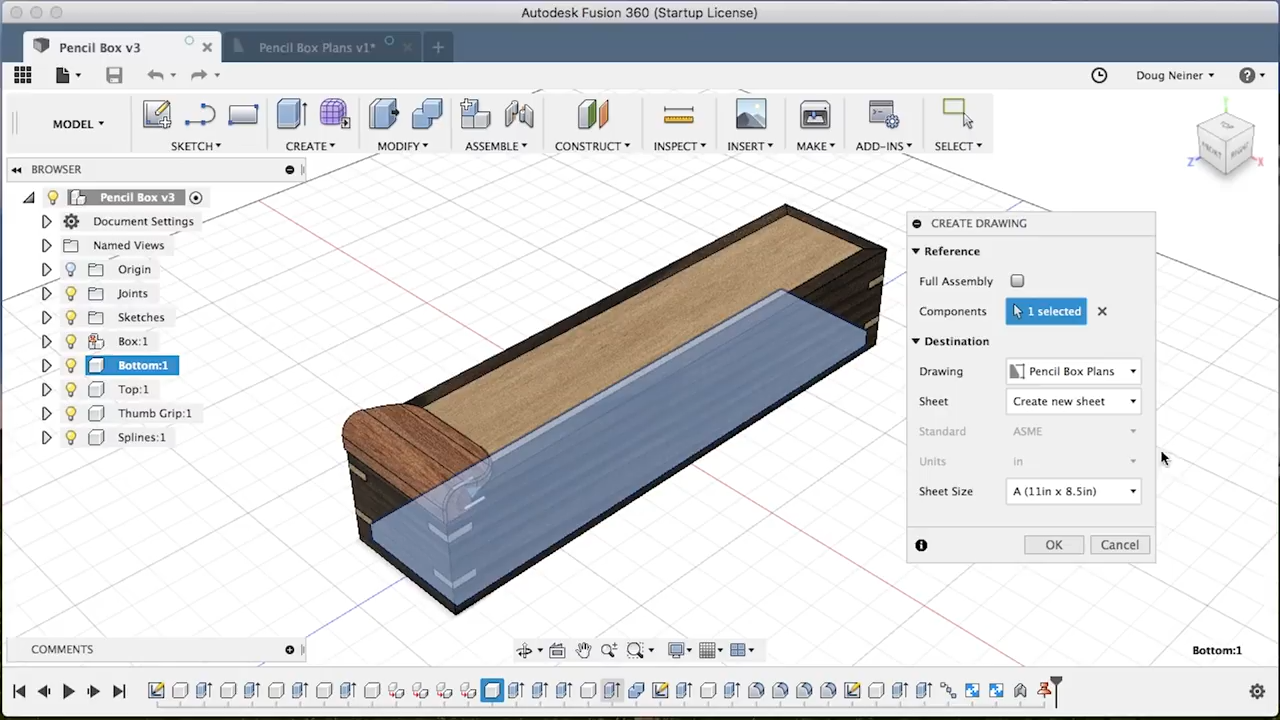 Autodesk Fusion 360 (Startup License)
Pencil Box v3
Pencil Box Plans v1*
Doug Neiner
MODEL
SKETCH
CREATE
MODIFY
ASSEMBLE
CONSTRUCT
INSPECT
INSERT
MAKE
ADD-INS
SELECT
BROWSER
Pencil Box v3
Document Settings
Named Views
Origin
Joints
Sketches
Box:1
Bottom:1
Top:1
Thumb Grip:1
Splines:1
TOP
FRONT
RIGHT
Z
X
CREATE DRAWING
Reference
Full Assembly
Components 1 selected
Destination
Drawing Pencil Box Plans
Sheet Create new sheet
Standard ASME
Units in
Sheet Size A (11in x 8.5in)
OK Cancel
COMMENTS
Bottom:1